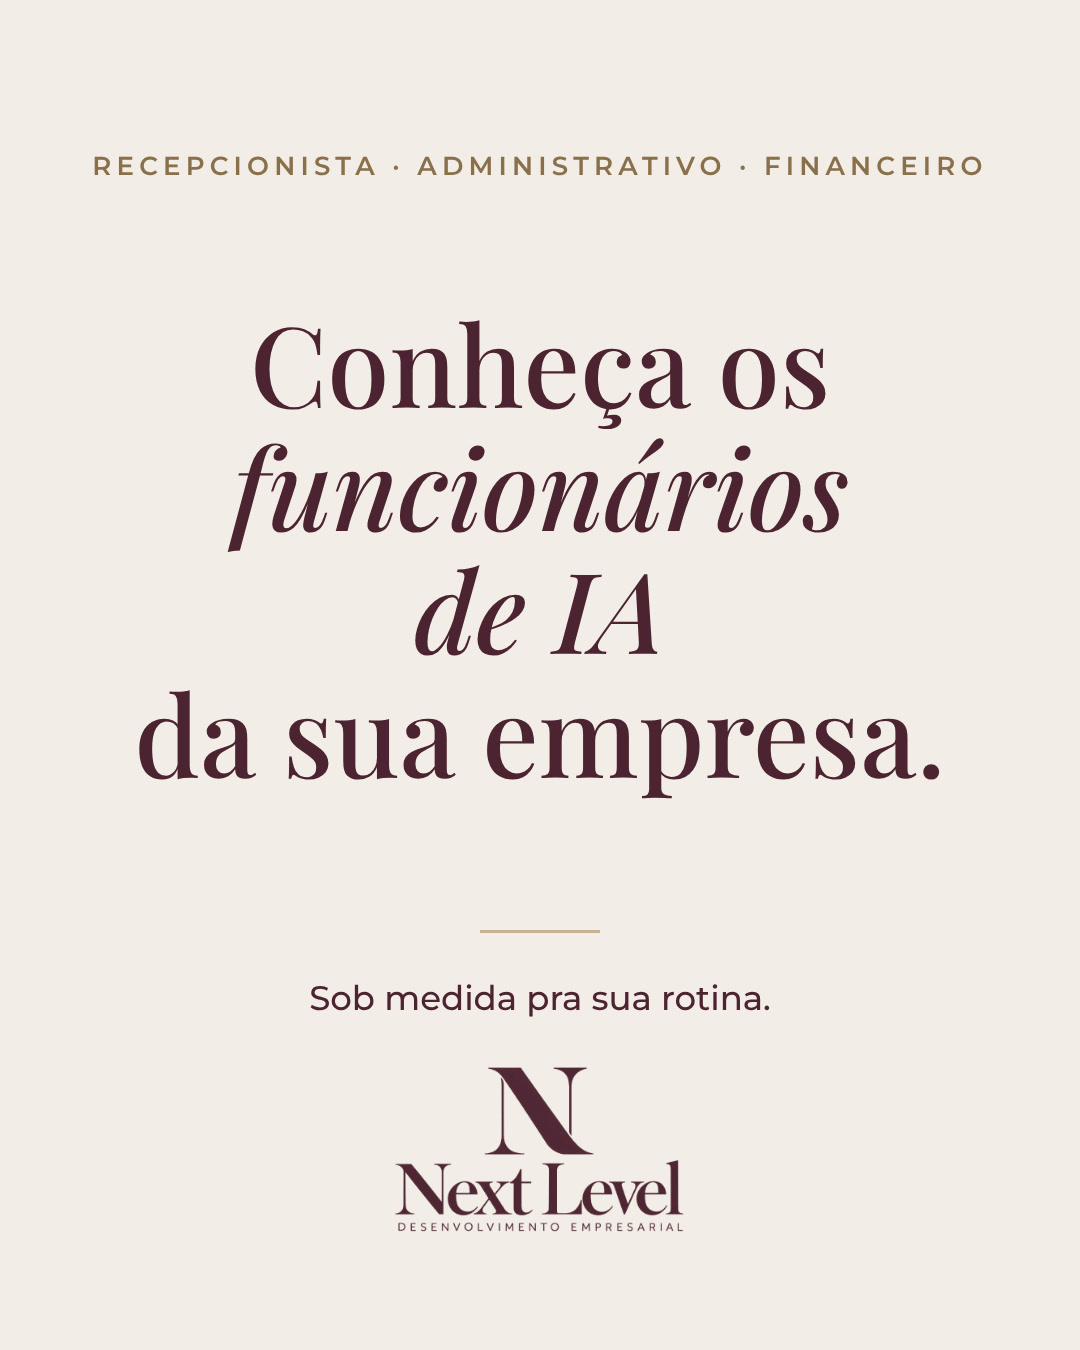 RECEPCIONISTA · ADMINISTRATIVO · FINANCEIRO
Conheça os
funcionários
de IA
da sua empresa.
Sob medida pra sua rotina.
N
Next Level
DESENVOLVIMENTO EMPRESARIAL